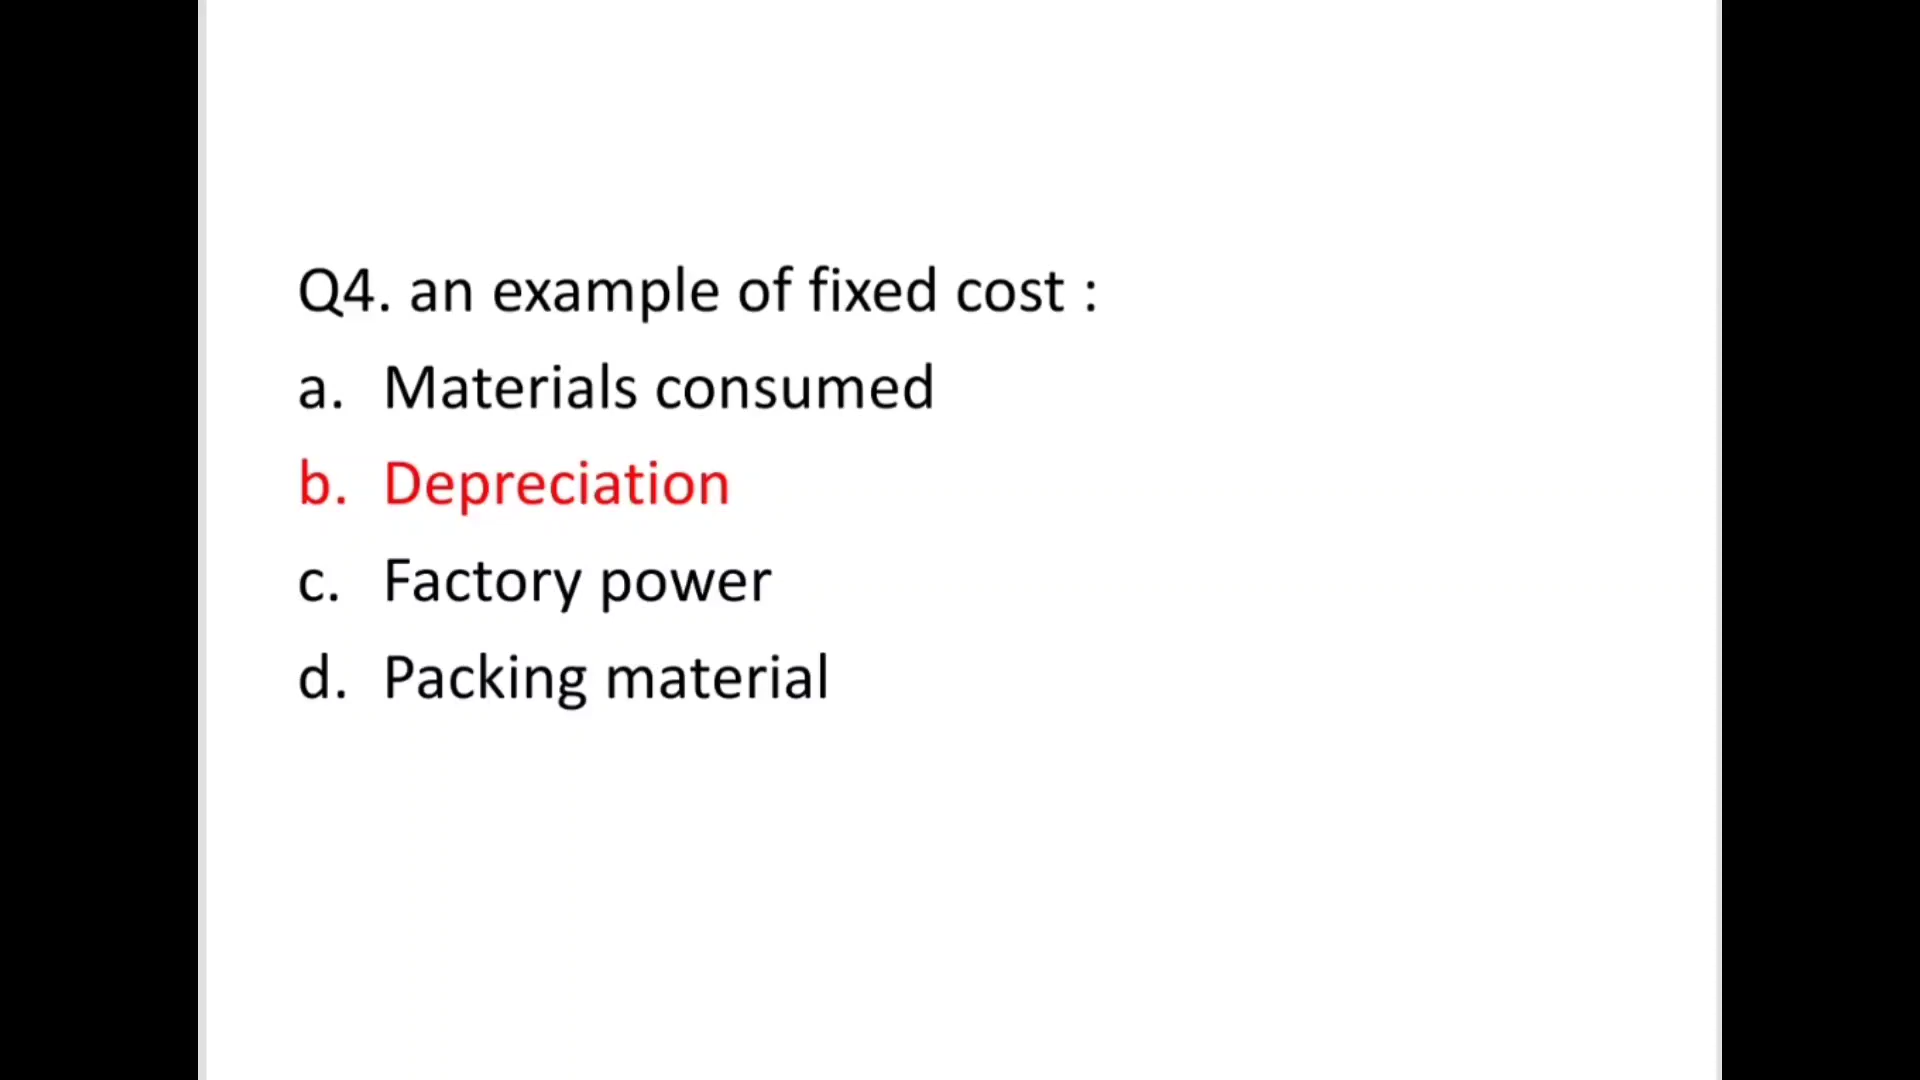 Q4. an example of fixed cost :
a. Materials consumed
b. Depreciation
c. Factory power
d. Packing material